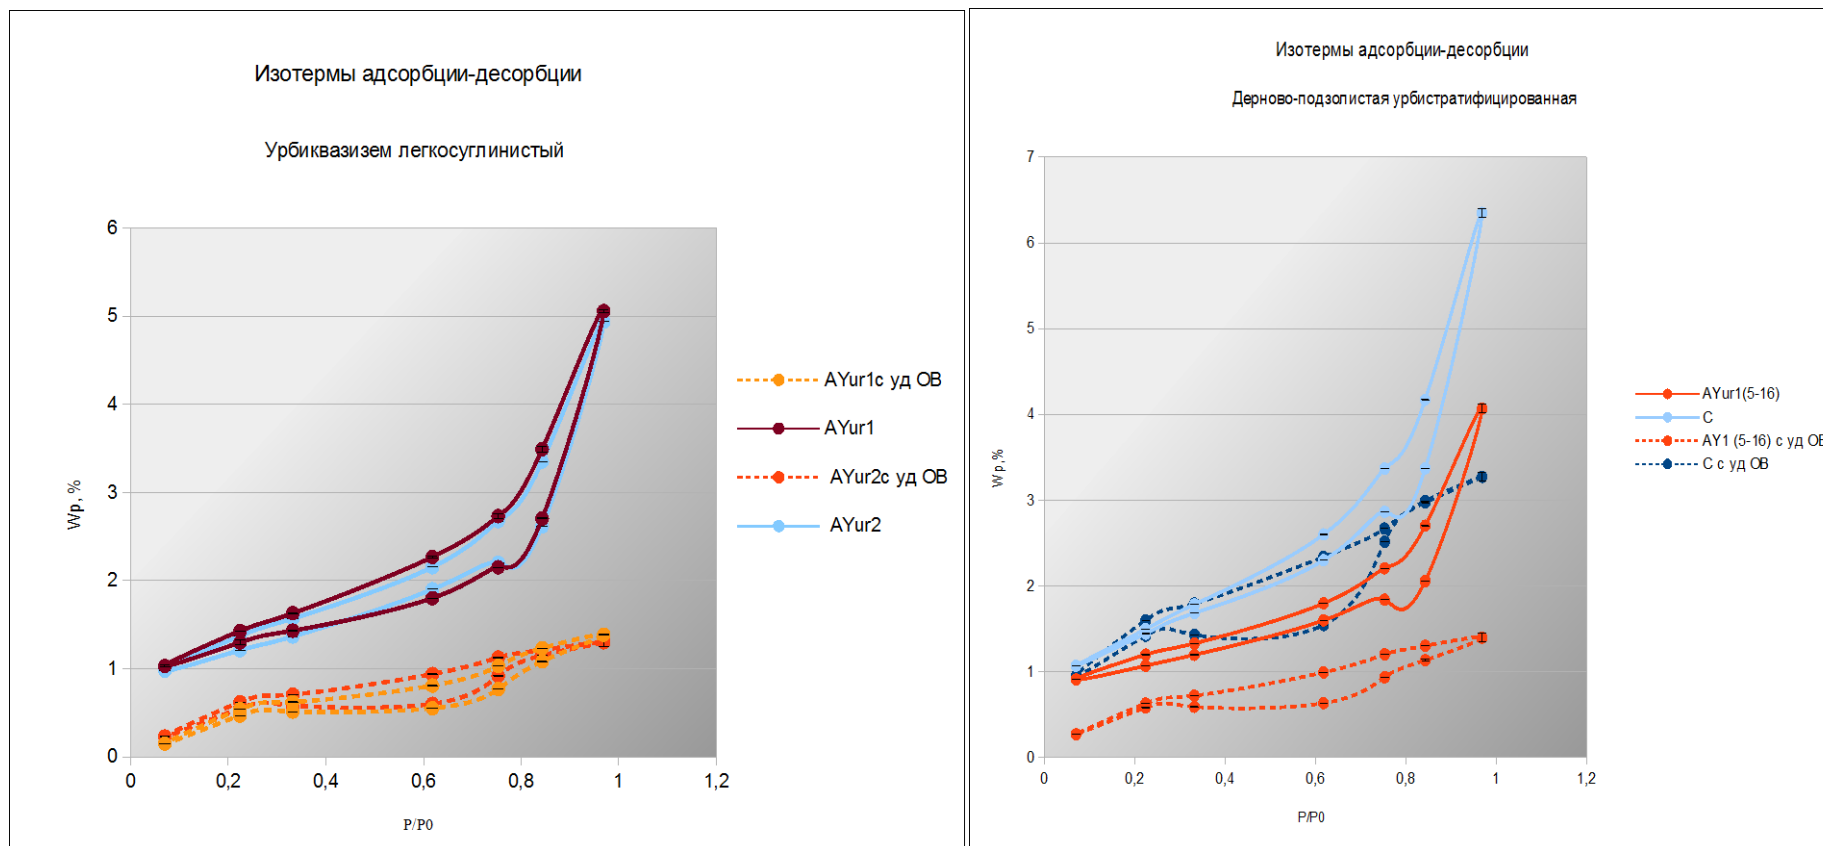 Изотермы адсорбции-десорбции
Урбиквазизем легкосуглинистый
6
5
4
3
2
1
0
Wp, %
0
0,2
0,4
0,6
0,8
1
1,2
P/P0
AYur1с уд ОВ
AYur1
AYur2с уд ОВ
AYur2
Изотермы адсорбции-десорбции
Дерново-подзолистая урбистратифицированная
7
6
5
4
3
2
1
0
Wp,%
0
0,2
0,4
0,6
0,8
1
1,2
P/P0
AYur1(5-16)
C
AY1 (5-16) с уд ОВ
С с уд ОВ